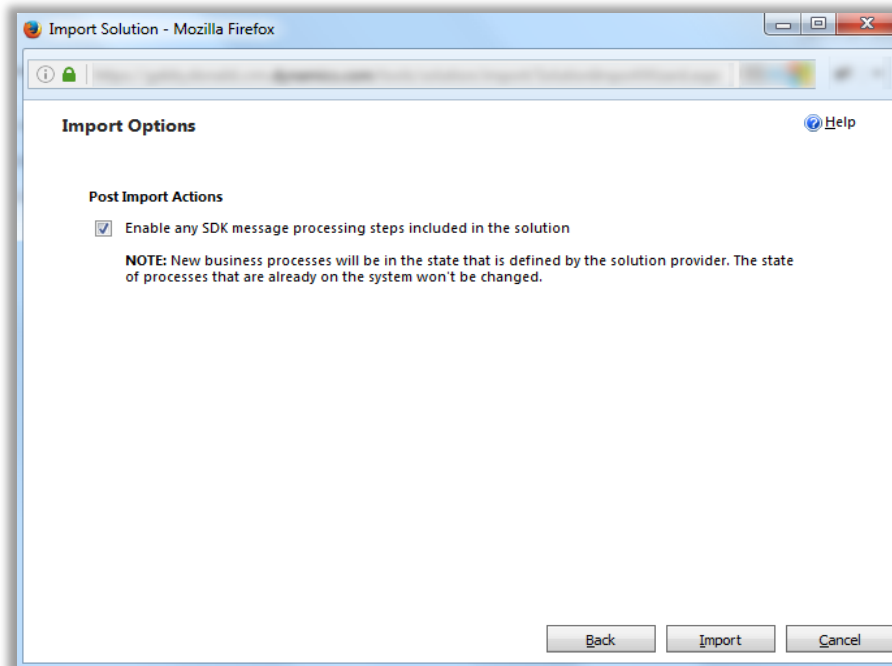 Import Solution - Mozilla Firefox
Import Options
Help
Post Import Actions
Enable any SDK message processing steps included in the solution
NOTE: New business processes will be in the state that is defined by the solution provider. The state
of processes that are already on the system won't be changed.
Back
Import
Cancel